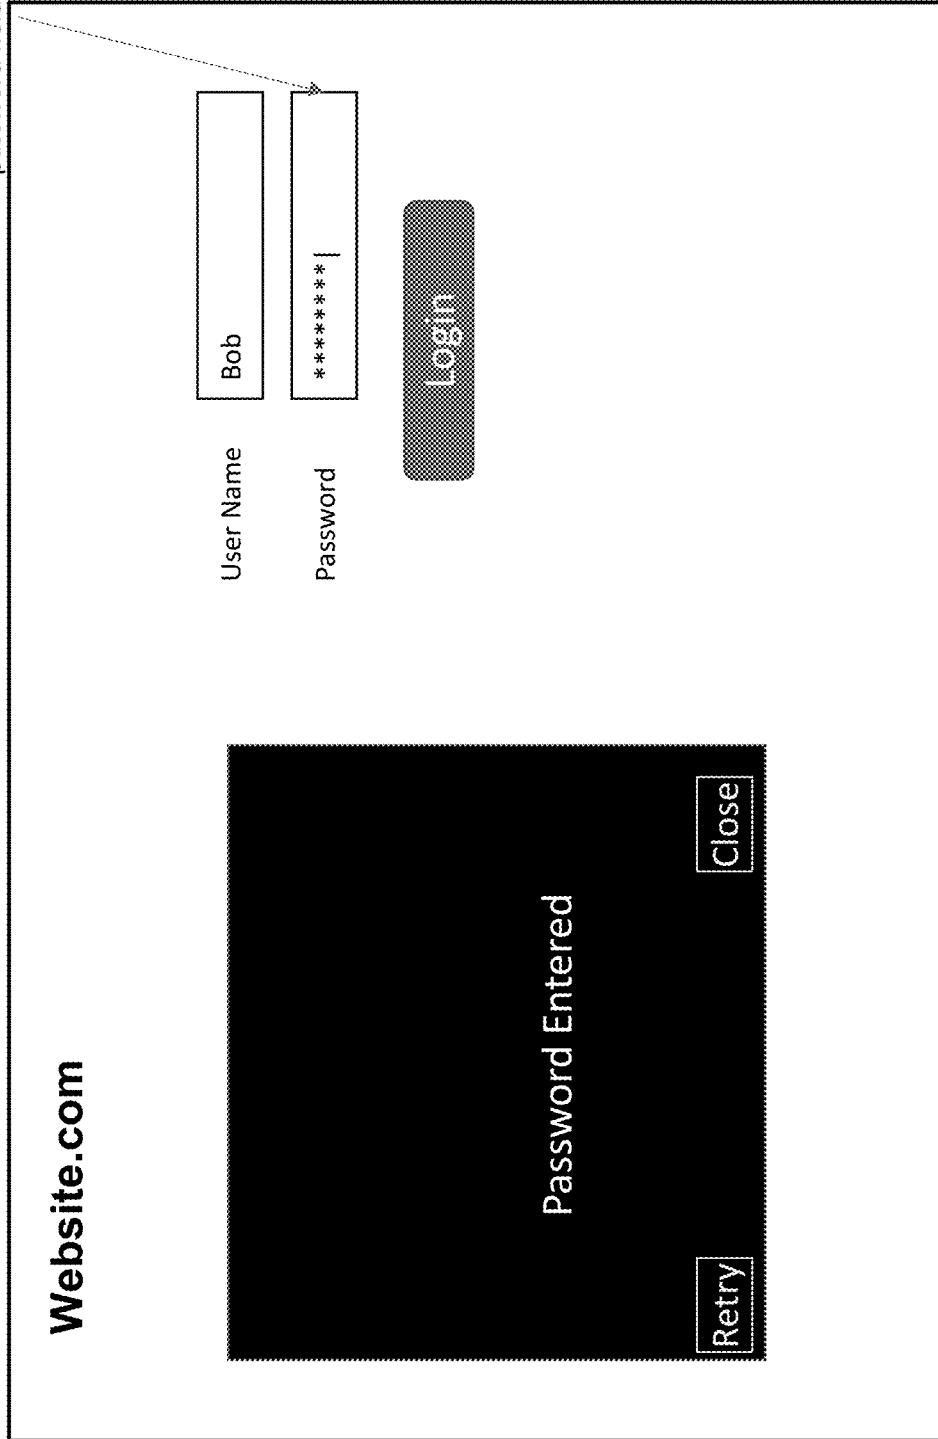 Website.com
User Name
Bob
Password
*********|
Login
Password Entered
Retry
Close